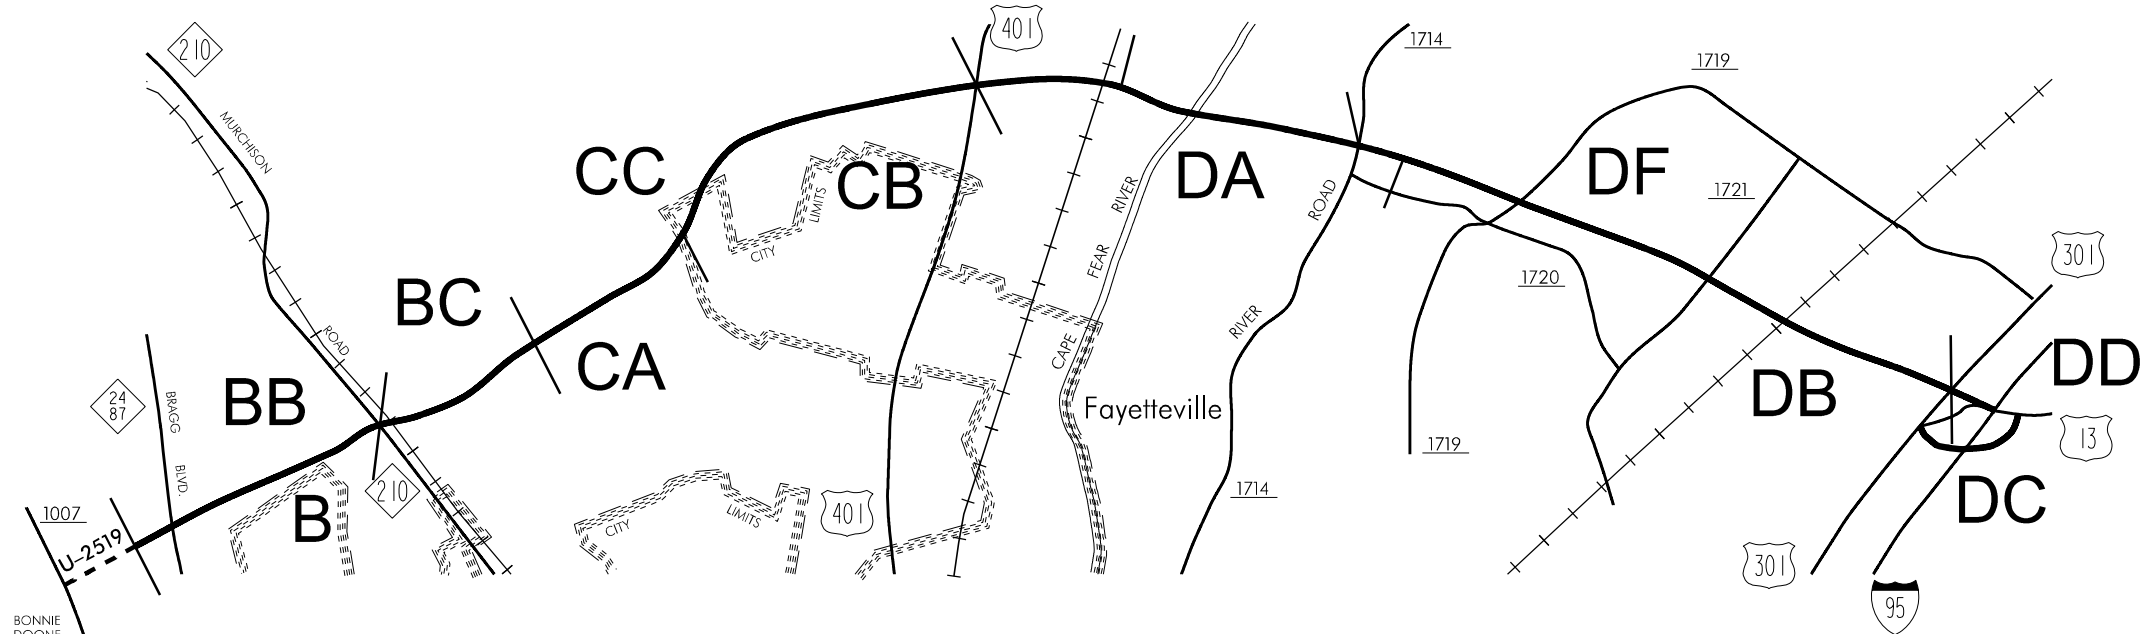 401
1714
210
1719
MURCHISON
CC
CB
LIMITS
CITY
RIVER
DA
ROAD
DF
1721
FEAR
301
1720
BC
ROAD
CAPE
RIVER
CA
Fayetteville
DB
DD
24
87
BRAGG
BLVD.
BB
13
1719
210
B
CITY
LIMITS
401
1714
DC
1007
U-2519
301
95
BONNIE
DOONE